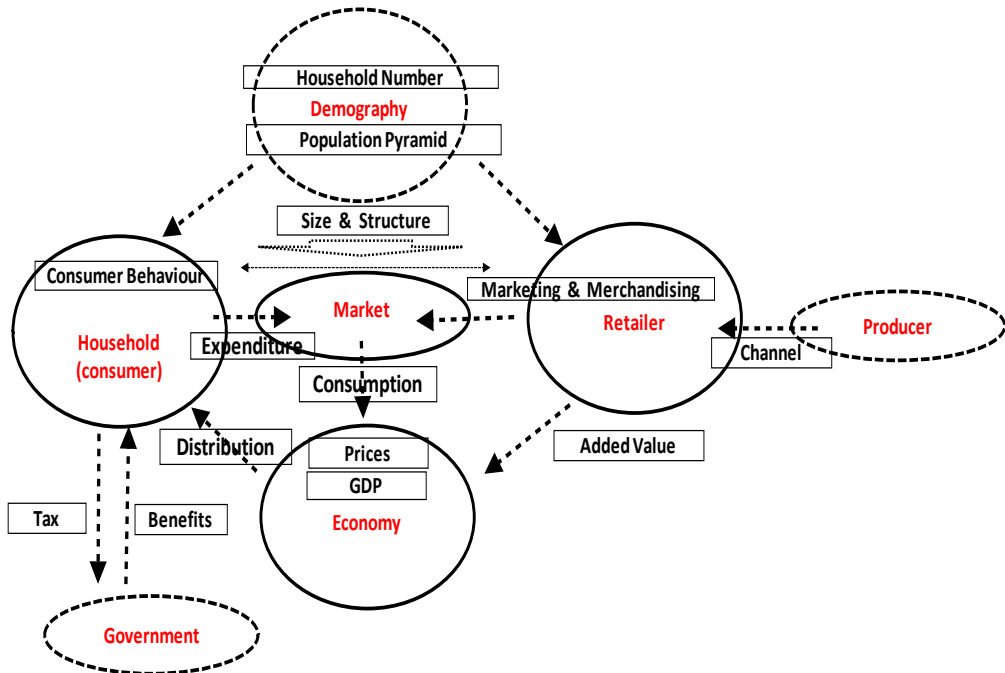 Household Number
Demography
Population Pyramid
Size & Structure
Consumer Behaviour
Marketing & Merchandising
Market
Retailer
Producer
Household
(consumer)
Expenditure
Channel
Consumption
Distribution
Prices
Added Value
GDP
Tax
Benefits
Economy
Government